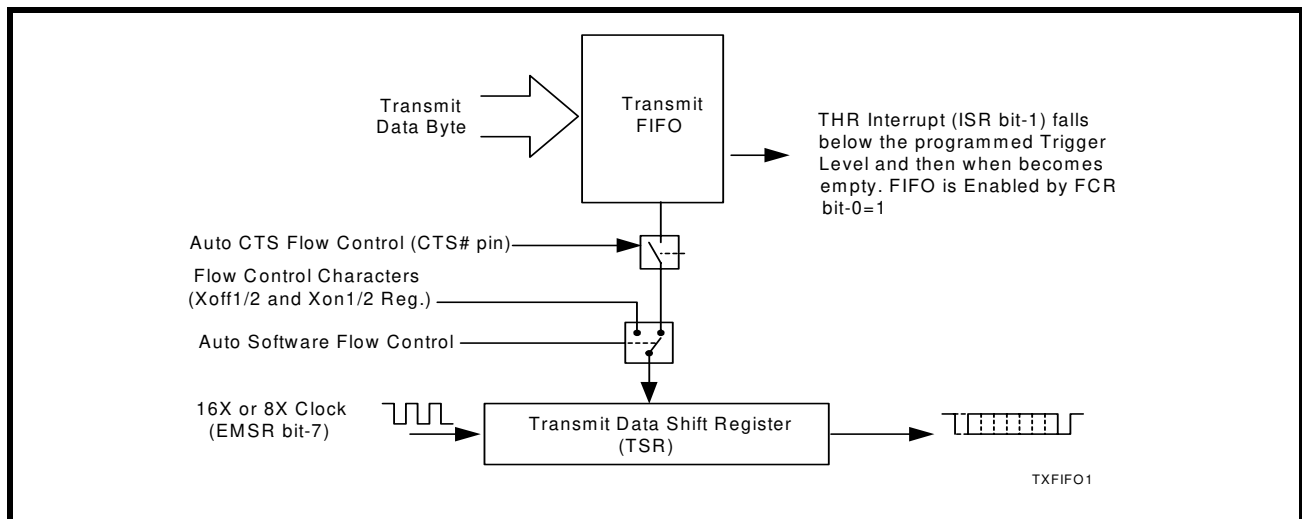 Transmit
Data Byte
Transmit
FIFO
THR Interrupt (ISR bit-1) falls
below the programmed Trigger
Level and then when becomes
empty. FIFO is Enabled by FCR
bit-0=1
Auto CTS Flow Control (CTS# pin)
Flow Control Characters
(Xoff1/2 and Xon1/2 Reg.)
Auto Software Flow Control
16X or 8X Clock
(EMSR bit-7)
Transmit Data Shift Register
(TSR)
TXFIFO1